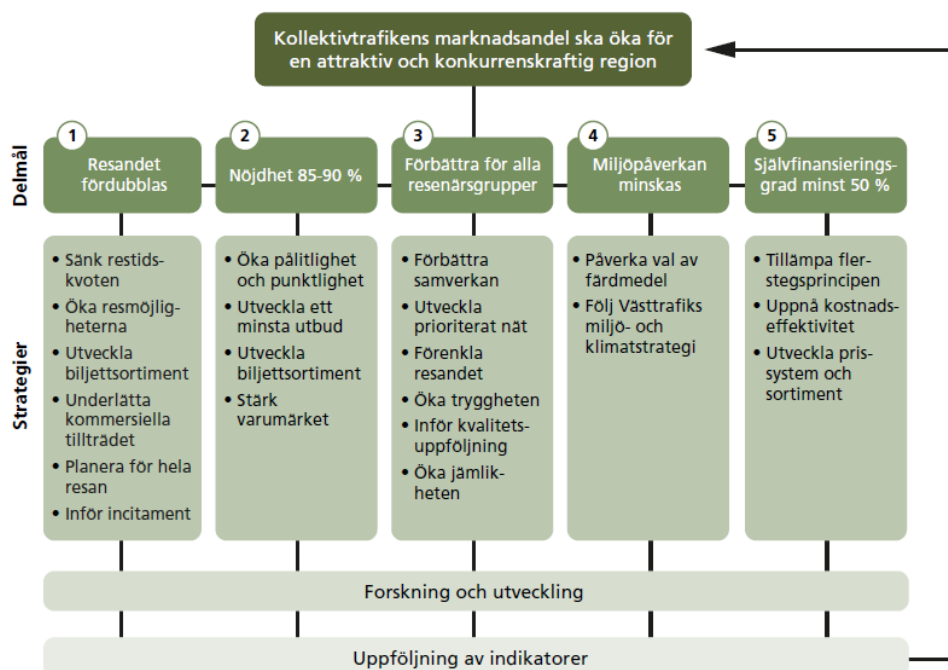 Kollektivtrafikens marknadsandel ska öka för
en attraktiv och konkurrenskraftig region
Delmål
1
Resandet
fördubblas
2
Nöjdhet 85-90 %
3
Förbättra för alla
resenärsgrupper
4
Miljöpåverkan
minskas
5
Självfinansierings-
grad minst 50 %
Strategier
• Sänk restids-
kvoten
• Öka resmöjlig-
heterna
• Utveckla
biljettsortiment
• Underlätta
kommersiella
tillträdet
• Planera för hela
resan
• Inför incitament
• Öka pålitlighet
och punktlighet
• Utveckla ett
minsta utbud
• Utveckla
biljettsortiment
• Stärk
varumärket
• Förbättra
samverkan
• Utveckla
prioriterat nät
• Förenkla
resandet
• Öka tryggheten
• Inför kvalitets-
uppföljning
• Öka jämlik-
heten
• Påverka val av
färdmedel
• Följ Västtrafiks
miljö- och
klimatstrategi
• Tillämpa fler-
stegsprincipen
• Uppnå kostnads-
effektivitet
• Utveckla pris-
system och
sortiment
Forskning och utveckling
Uppföljning av indikatorer